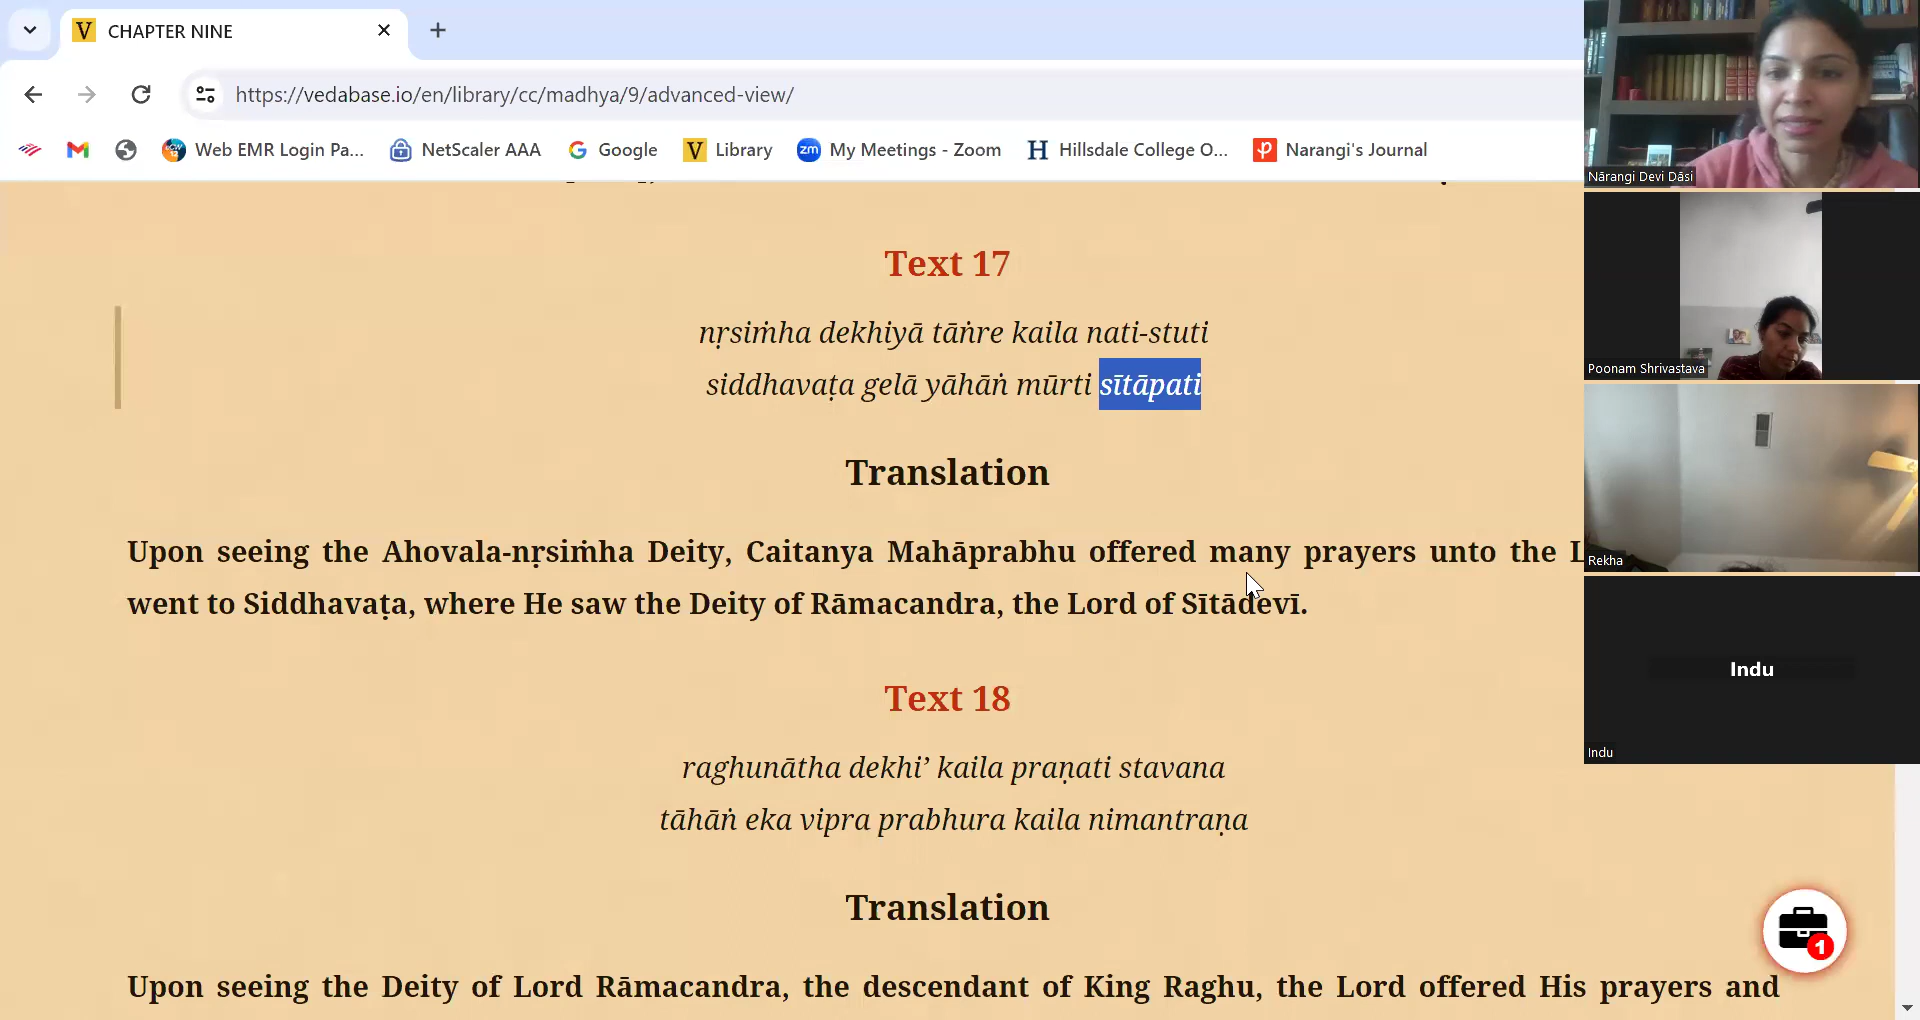 CHAPTER NINE
https://vedabase.io/en/library/cc/madhya/9/advanced-view/
Web EMR Login Pa... NetScaler AAA Google Library My Meetings - Zoom Hillsdale College O... Narangi's Journal
Text 17
nṛsiṁha dekhiyā tāṅre kaila nati-stuti
siddhavaṭa gelā yāhāṅ mūrti sītāpati
Translation
Upon seeing the Ahovala-nṛsiṁha Deity, Caitanya Mahāprabhu offered many prayers unto the L
went to Siddhavaṭa, where He saw the Deity of Rāmacandra, the Lord of Sītādevī.
Text 18
raghunātha dekhi’ kaila praṇati stavana
tāhāṅ eka vipra prabhura kaila nimantraṇa
Translation
Upon seeing the Deity of Lord Rāmacandra, the descendant of King Raghu, the Lord offered His prayers and
Nārangi Devi Dāsi
Poonam Shrivastava
Rekha
Indu
Indu
1